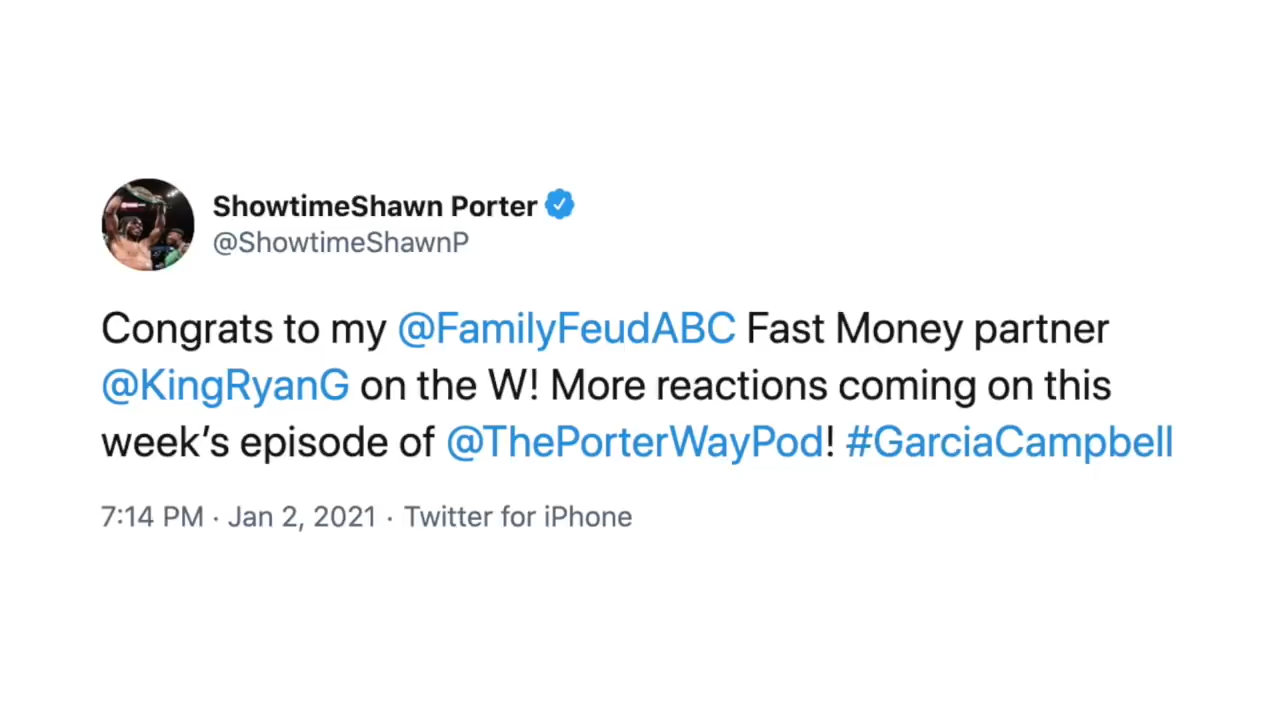 ShowtimeShawn Porter
@ShowtimeShawnP
Congrats to my @FamilyFeudABC Fast Money partner
@KingRyanG on the W! More reactions coming on this
week’s episode of @ThePorterWayPod! #GarciaCampbell
7:14 PM · Jan 2, 2021 · Twitter for iPhone